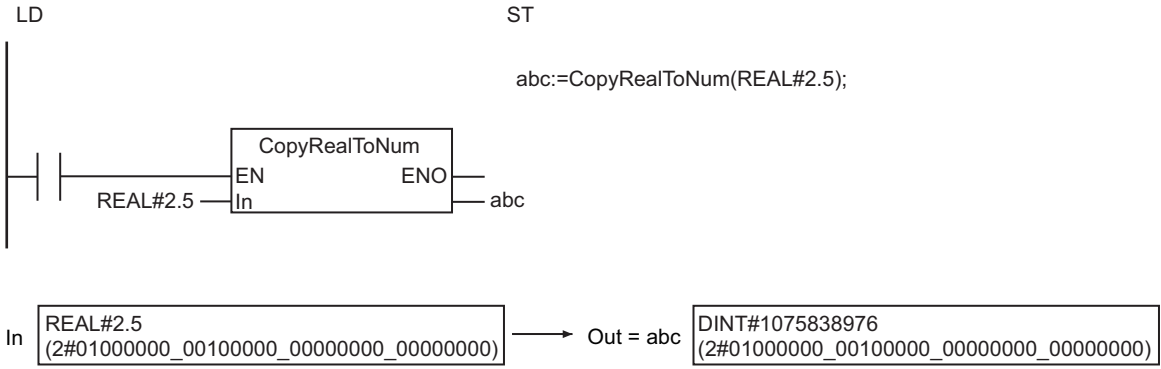 LD
ST
abc:=CopyRealToNum(REAL#2.5);
CopyRealToNum
EN ENO
REAL#2.5 In abc
In REAL#2.5
(2#01000000_00100000_00000000_00000000)
Out = abc DINT#1075838976
(2#01000000_00100000_00000000_00000000)